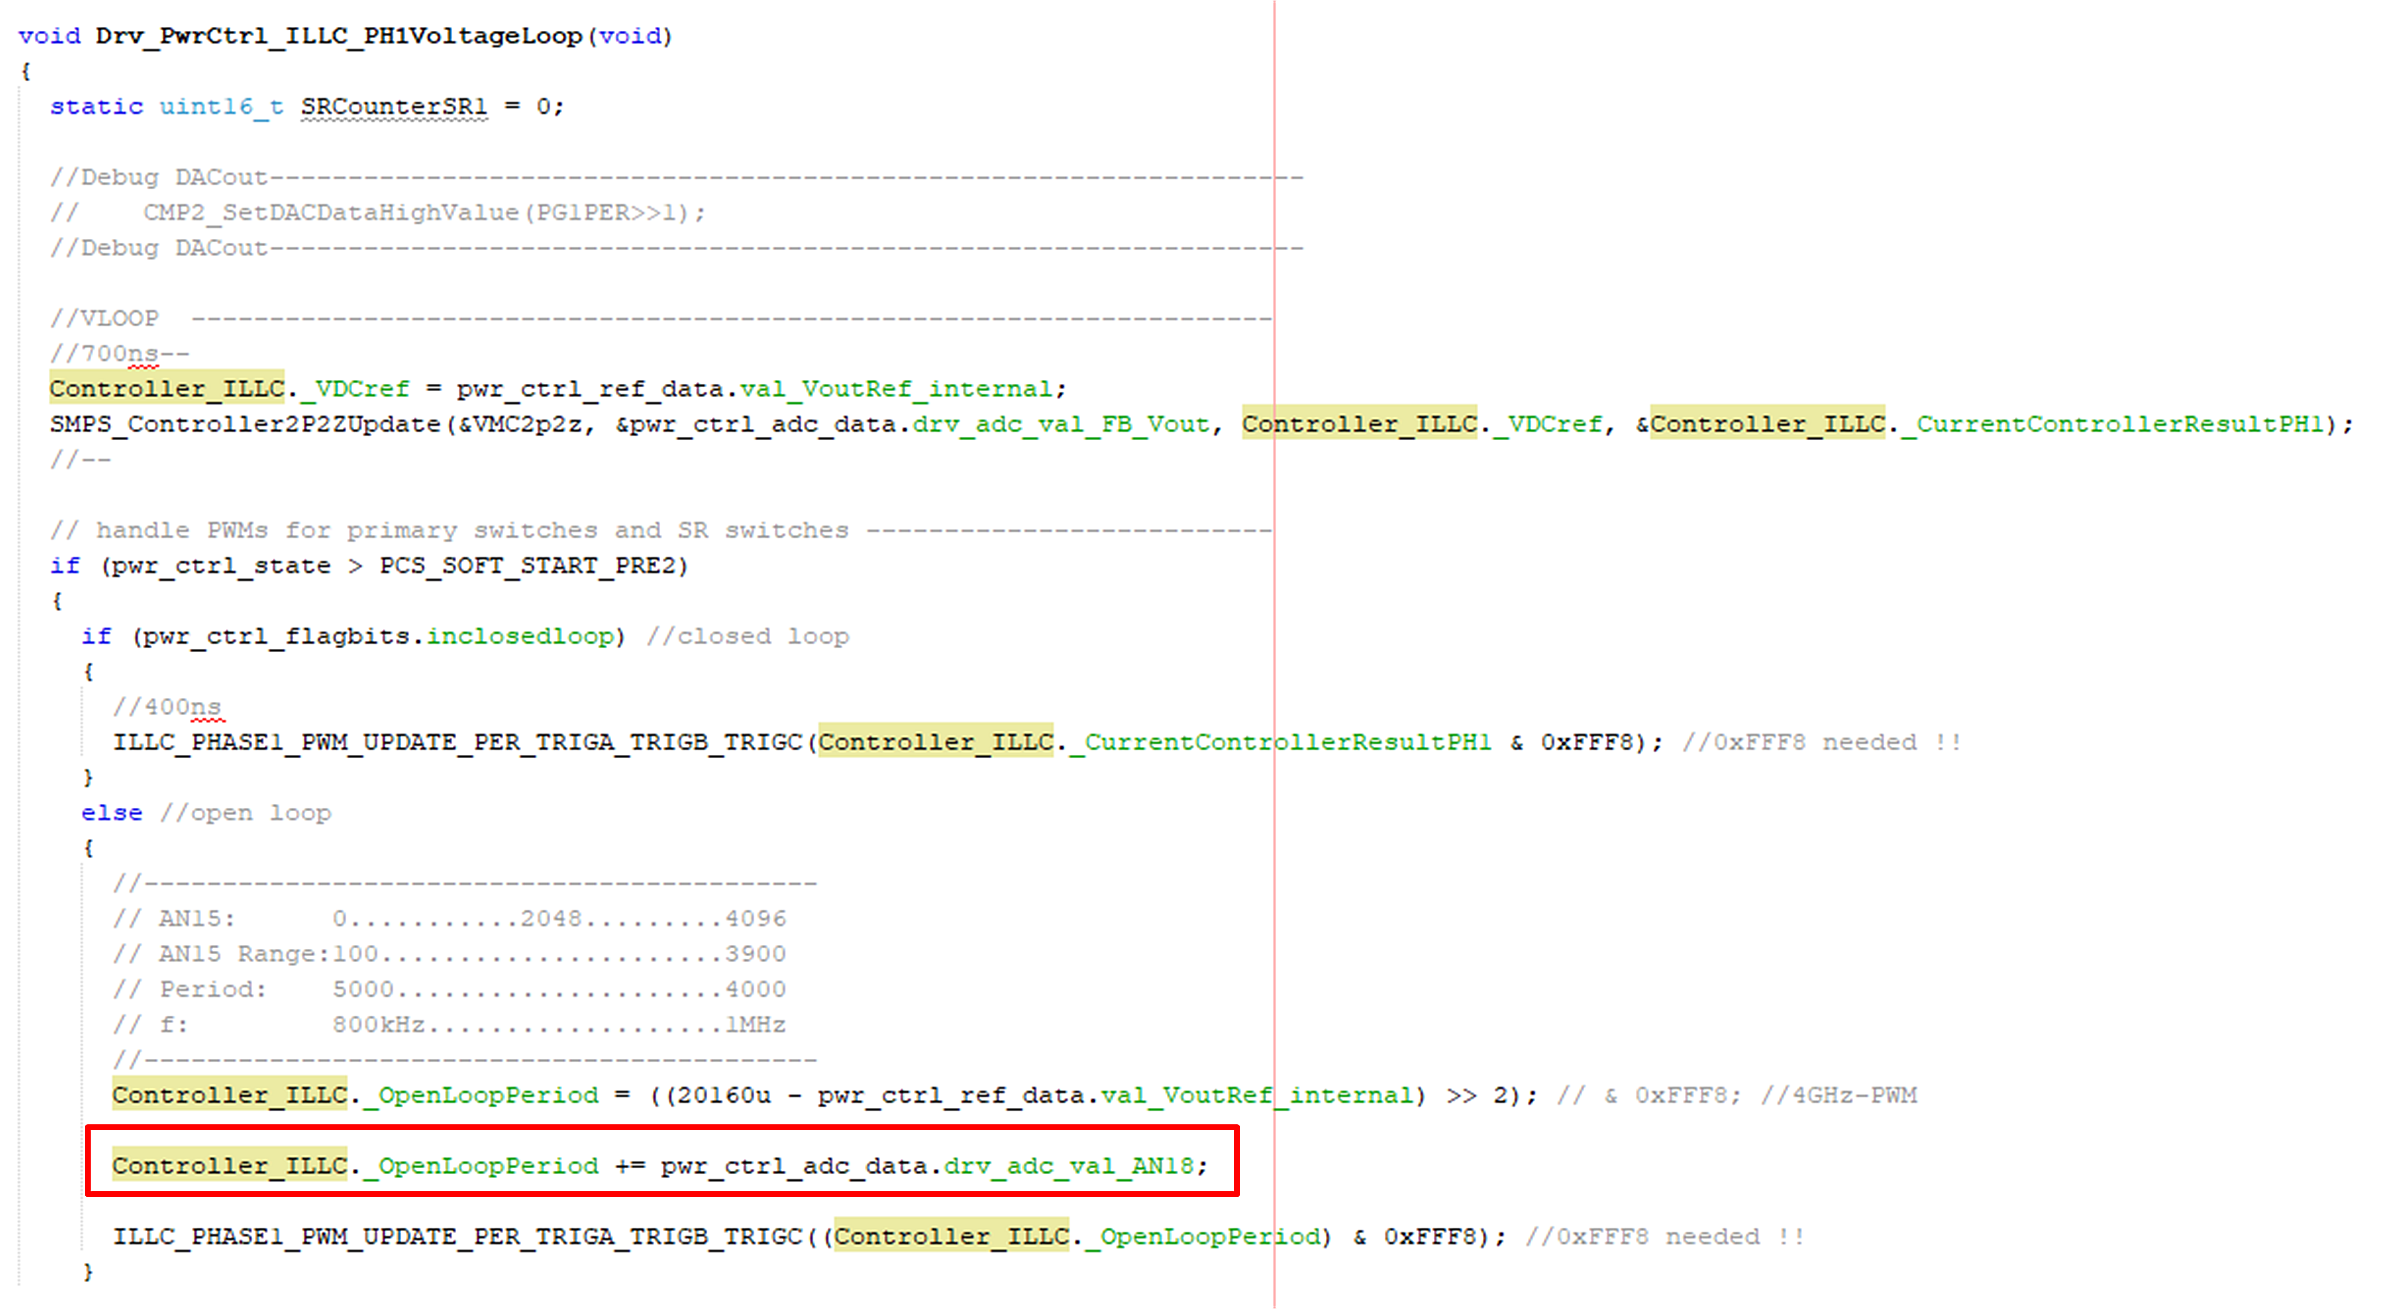 void Drv_PwrCtrl_ILLC_PH1VoltageLoop(void)
{
static uint16_t SRCounterSR1 = 0;
//Debug DACout------------------------------------------------------------------
//    CMP2_SetDACDataHighValue(PG1PER>>1);
//Debug DACout------------------------------------------------------------------
//VLOOP  ---------------------------------------------------------------------
//700ns--
Controller_ILLC._VDCref = pwr_ctrl_ref_data.val_VoutRef_internal;
SMPS_Controller2P2ZUpdate(&VMC2p2z, &pwr_ctrl_adc_data.drv_adc_val_FB_Vout, Controller_ILLC._VDCref, &Controller_ILLC._CurrentControllerResultPH1);
//--
// handle PWMs for primary switches and SR switches --------------------------
if (pwr_ctrl_state > PCS_SOFT_START_PRE2)
{
if (pwr_ctrl_flagbits.inclosedloop) //closed loop
{
//400ns
ILLC_PHASE1_PWM_UPDATE_PER_TRIGA_TRIGB_TRIGC(Controller_ILLC._CurrentControllerResultPH1 & 0xFFF8); //0xFFF8 needed !!
}
else //open loop
{
//-------------------------------------------
// AN15:      0...........2048.........4096
// AN15 Range:100......................3900
// Period:    5000.....................4000
// f:         800kHz...................1MHz
//-------------------------------------------
Controller_ILLC._OpenLoopPeriod = ((20160u - pwr_ctrl_ref_data.val_VoutRef_internal) >> 2); // & 0xFFF8; //4GHz-PWM
Controller_ILLC._OpenLoopPeriod += pwr_ctrl_adc_data.drv_adc_val_AN18;
ILLC_PHASE1_PWM_UPDATE_PER_TRIGA_TRIGB_TRIGC((Controller_ILLC._OpenLoopPeriod) & 0xFFF8); //0xFFF8 needed !!
}